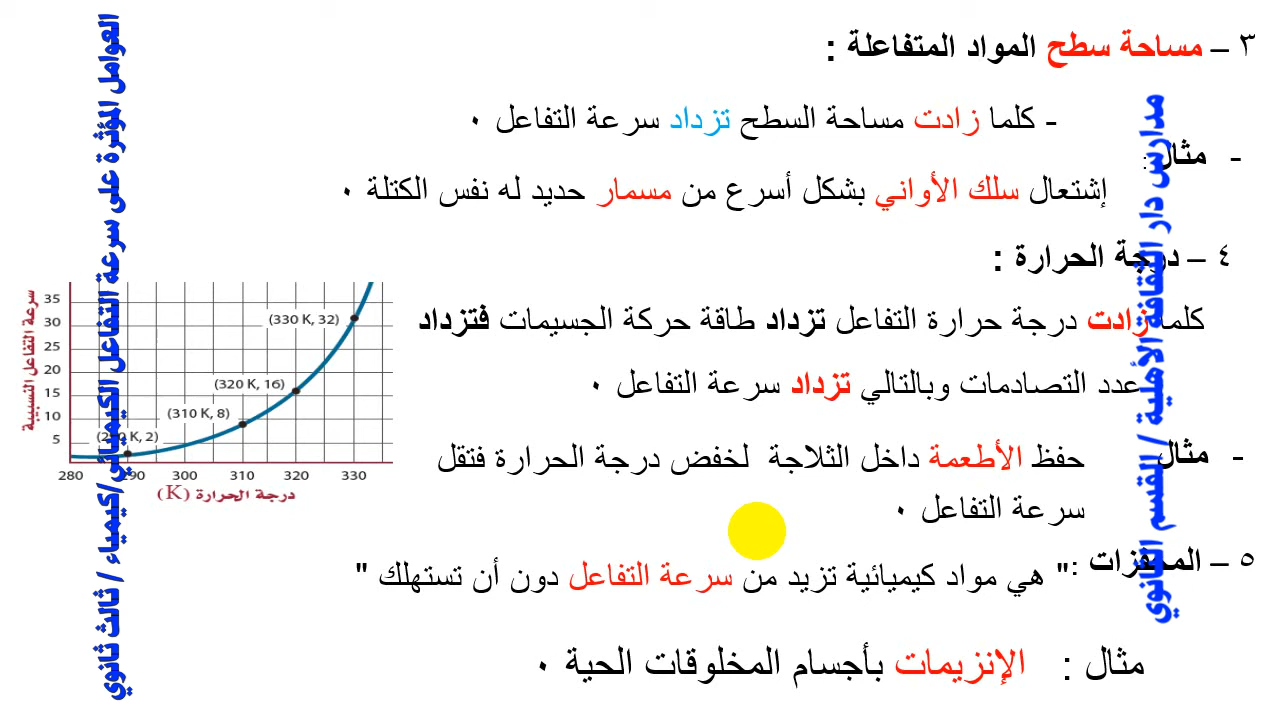 ٣ – مساحة سطح المواد المتفاعلة :
- كلما زادت مساحة السطح تزداد سرعة التفاعل ٠
- مثال :
إشتعال سلك الأواني بشكل أسرع من مسمار حديد له نفس الكتلة ٠
٤ – درجة الحرارة :
كلما زادت درجة حرارة التفاعل تزداد طاقة حركة الجسيمات فتزداد
عدد التصادمات وبالتالي تزداد سرعة التفاعل ٠
- مثال
حفظ الأطعمة داخل الثلاجة لخفض درجة الحرارة فتقل
سرعة التفاعل ٠
٥ – المحفزات :
" هي مواد كيميائية تزيد من سرعة التفاعل دون أن تستهلك "
مثال : الإنزيمات بأجسام المخلوقات الحية ٠
مدارس دار الثقافة الأهلية / القسم الثانوي
العوامل المؤثرة على سرعة التفاعل الكيميائي/كيمياء / ثالث ثانوي
سرعة التفاعل النسبية
35
30
25
20
15
10
5
(330 K, 32)
(320 K, 16)
(310 K, 8)
(290 K, 2)
280 290 300 310 320 330
درجة الحرارة (K)